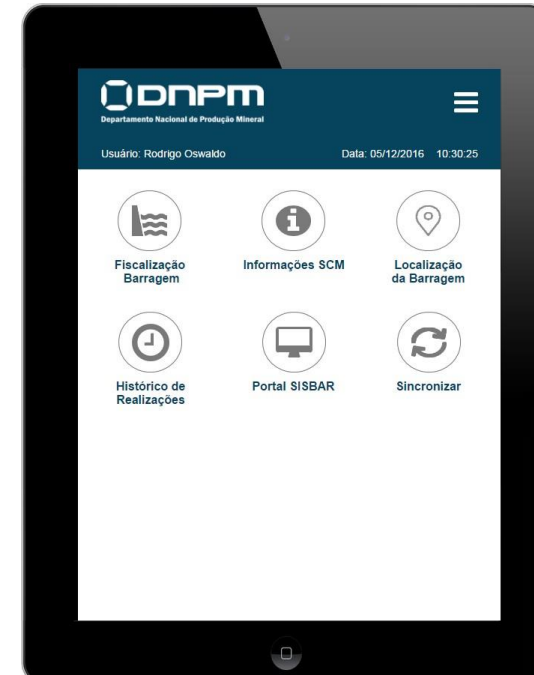 DNPM
Departamento Nacional de Produção Mineral
Usuário: Rodrigo Oswaldo Data: 05/12/2016 10:30:25
Fiscalização Barragem
Informações SCM
Localização da Barragem
Histórico de Realizações
Portal SISBAR
Sincronizar